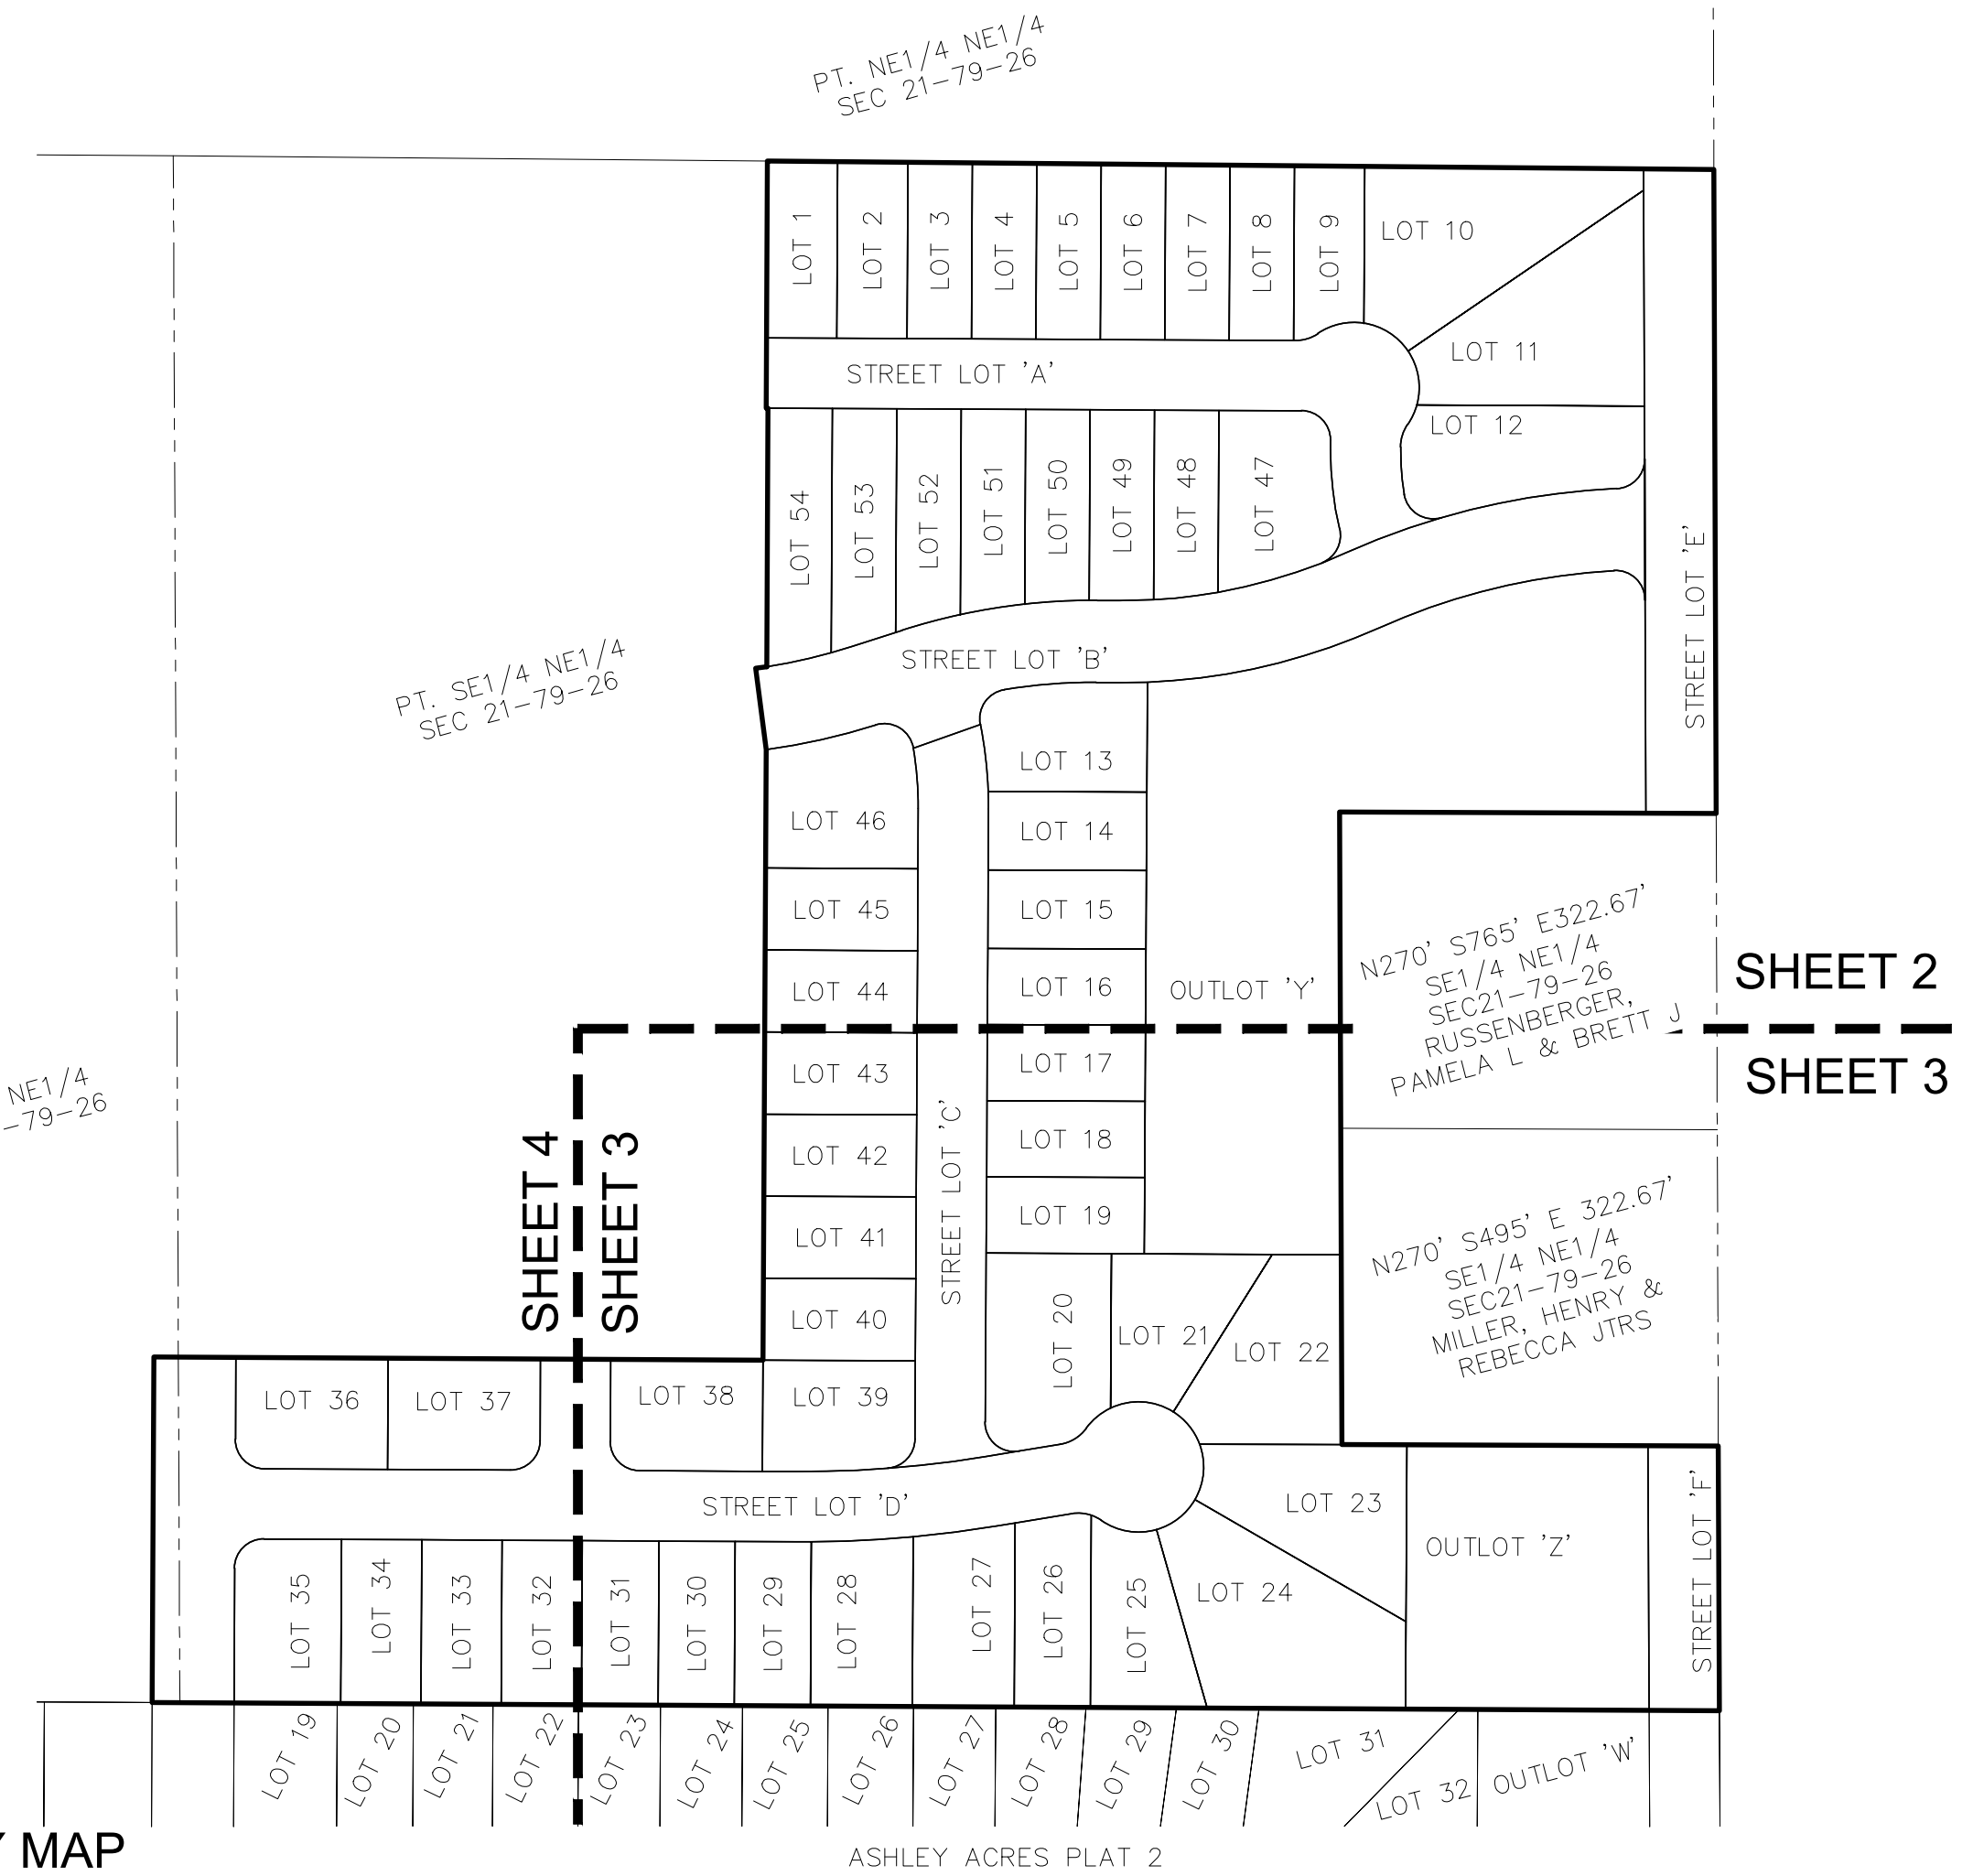 PT. NE1/4 NE1/4
SEC 21-79-26
LOT 1
LOT 2
LOT 3
LOT 4
LOT 5
LOT 6
LOT 7
LOT 8
LOT 9
LOT 10
LOT 11
STREET LOT 'A'
LOT 12
LOT 54
LOT 53
LOT 52
LOT 51
LOT 50
LOT 49
LOT 48
LOT 47
STREET LOT 'E'
PT. SE1/4 NE1/4
SEC 21-79-26
STREET LOT 'B'
LOT 13
LOT 46
LOT 14
LOT 45
LOT 15
LOT 44
LOT 16
OUTLOT 'Y'
N270' S765' E322.67'
SE1/4 NE1/4
SEC21-79-26
RUSSENBERGER,
PAMELA L & BRETT J
SHEET 2
SHEET 3
NE1/4
-79-26
LOT 43
LOT 17
LOT 42
LOT 18
LOT 41
LOT 19
STREET LOT 'C'
SHEET 4
SHEET 3
N270' S495' E 322.67'
SE1/4 NE1/4
SEC21-79-26
MILLER, HENRY &
REBECCA JTRS
LOT 40
LOT 20
LOT 21
LOT 22
LOT 36
LOT 37
LOT 38
LOT 39
STREET LOT 'D'
LOT 23
OUTLOT 'Z'
STREET LOT 'F'
LOT 35
LOT 34
LOT 33
LOT 32
LOT 31
LOT 30
LOT 29
LOT 28
LOT 27
LOT 26
LOT 25
LOT 24
LOT 19
LOT 20
LOT 21
LOT 22
LOT 23
LOT 24
LOT 25
LOT 26
LOT 27
LOT 28
LOT 29
LOT 30
LOT 31
LOT 32
OUTLOT 'W'
Y MAP
ASHLEY ACRES PLAT 2